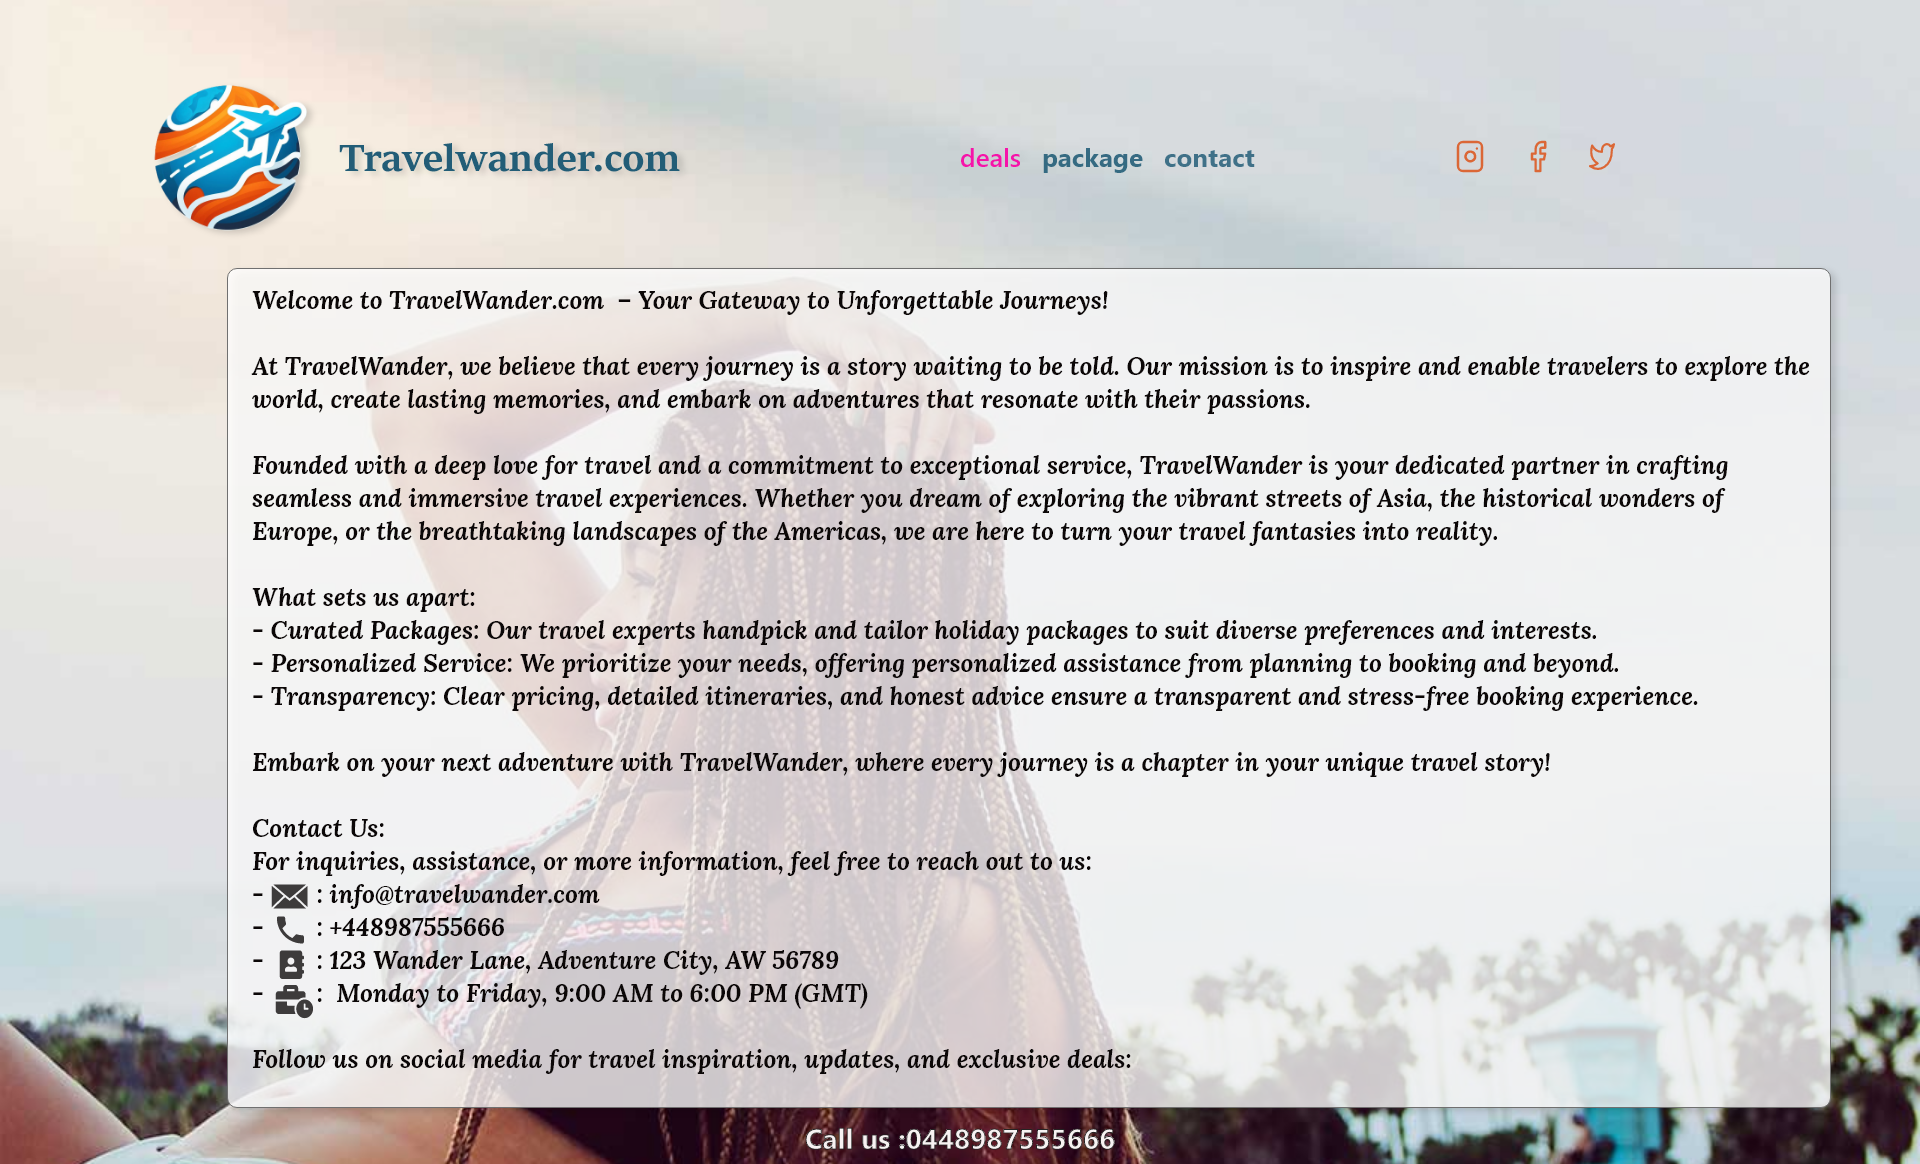 Travelwander.com
deals package contact
Welcome to TravelWander.com – Your Gateway to Unforgettable Journeys!
At TravelWander, we believe that every journey is a story waiting to be told. Our mission is to inspire and enable travelers to explore the
world, create lasting memories, and embark on adventures that resonate with their passions.
Founded with a deep love for travel and a commitment to exceptional service, TravelWander is your dedicated partner in crafting
seamless and immersive travel experiences. Whether you dream of exploring the vibrant streets of Asia, the historical wonders of
Europe, or the breathtaking landscapes of the Americas, we are here to turn your travel fantasies into reality.
What sets us apart:
- Curated Packages: Our travel experts handpick and tailor holiday packages to suit diverse preferences and interests.
- Personalized Service: We prioritize your needs, offering personalized assistance from planning to booking and beyond.
- Transparency: Clear pricing, detailed itineraries, and honest advice ensure a transparent and stress-free booking experience.
Embark on your next adventure with TravelWander, where every journey is a chapter in your unique travel story!
Contact Us:
For inquiries, assistance, or more information, feel free to reach out to us:
- : info@travelwander.com
- : +448987555666
- : 123 Wander Lane, Adventure City, AW 56789
- : Monday to Friday, 9:00 AM to 6:00 PM (GMT)
Follow us on social media for travel inspiration, updates, and exclusive deals:
Call us :0448987555666